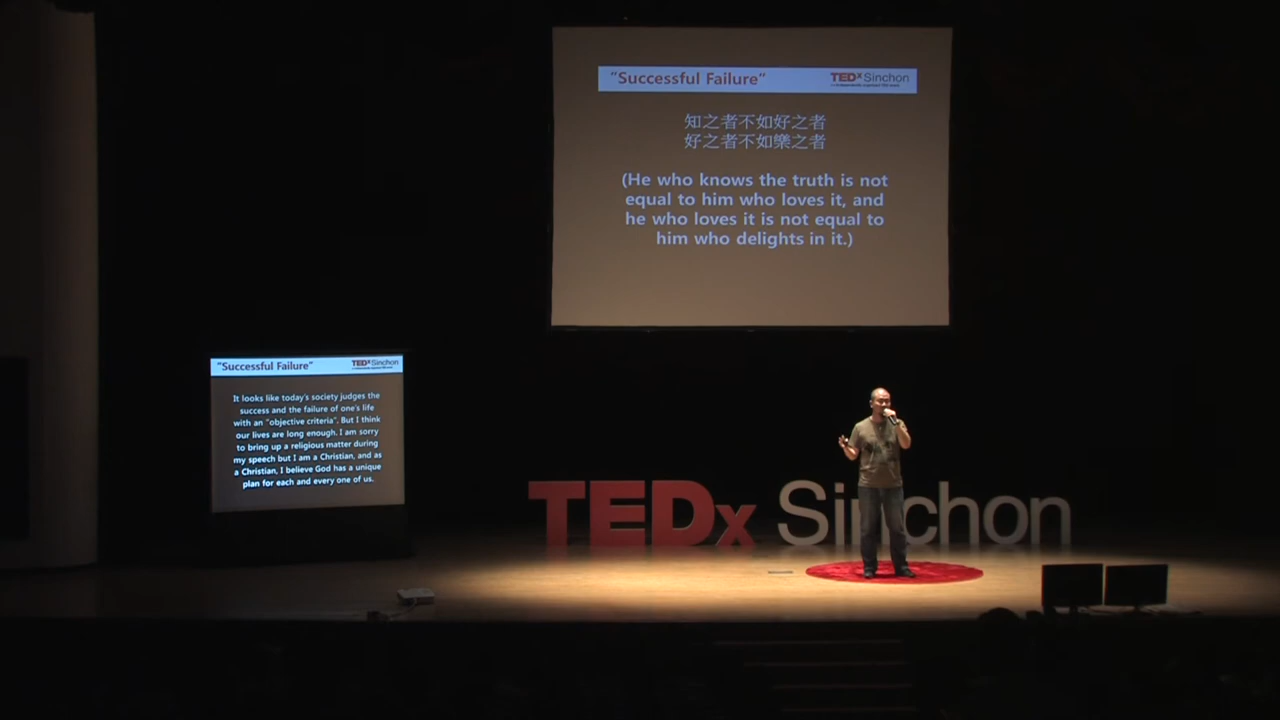 "Successful Failure"
TEDx Sinchon
知之者不如好之者
好之者不如樂之者
(He who knows the truth is not
equal to him who loves it, and
he who loves it is not equal to
him who delights in it.)
"Successful Failure"
TEDx Sinchon
It looks like today's society judges the
success and the failure of one's life
with an "objective criteria". But I think
our lives are long enough. I am sorry
to bring up a religious matter during
my speech but I am a Christian, and as
a Christian, I believe God has a unique
plan for each and every one of us.
TEDx Sinchon